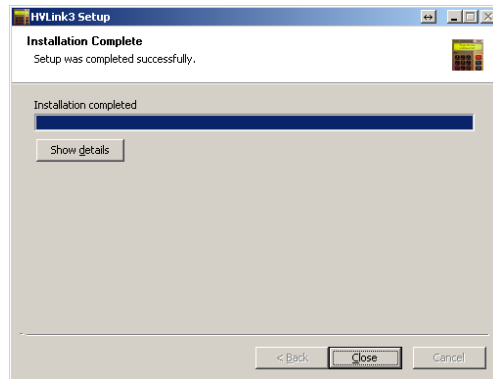 HVLink3 Setup
Installation Complete
Setup was completed successfully.
Installation completed
Show details
< Back
Close
Cancel